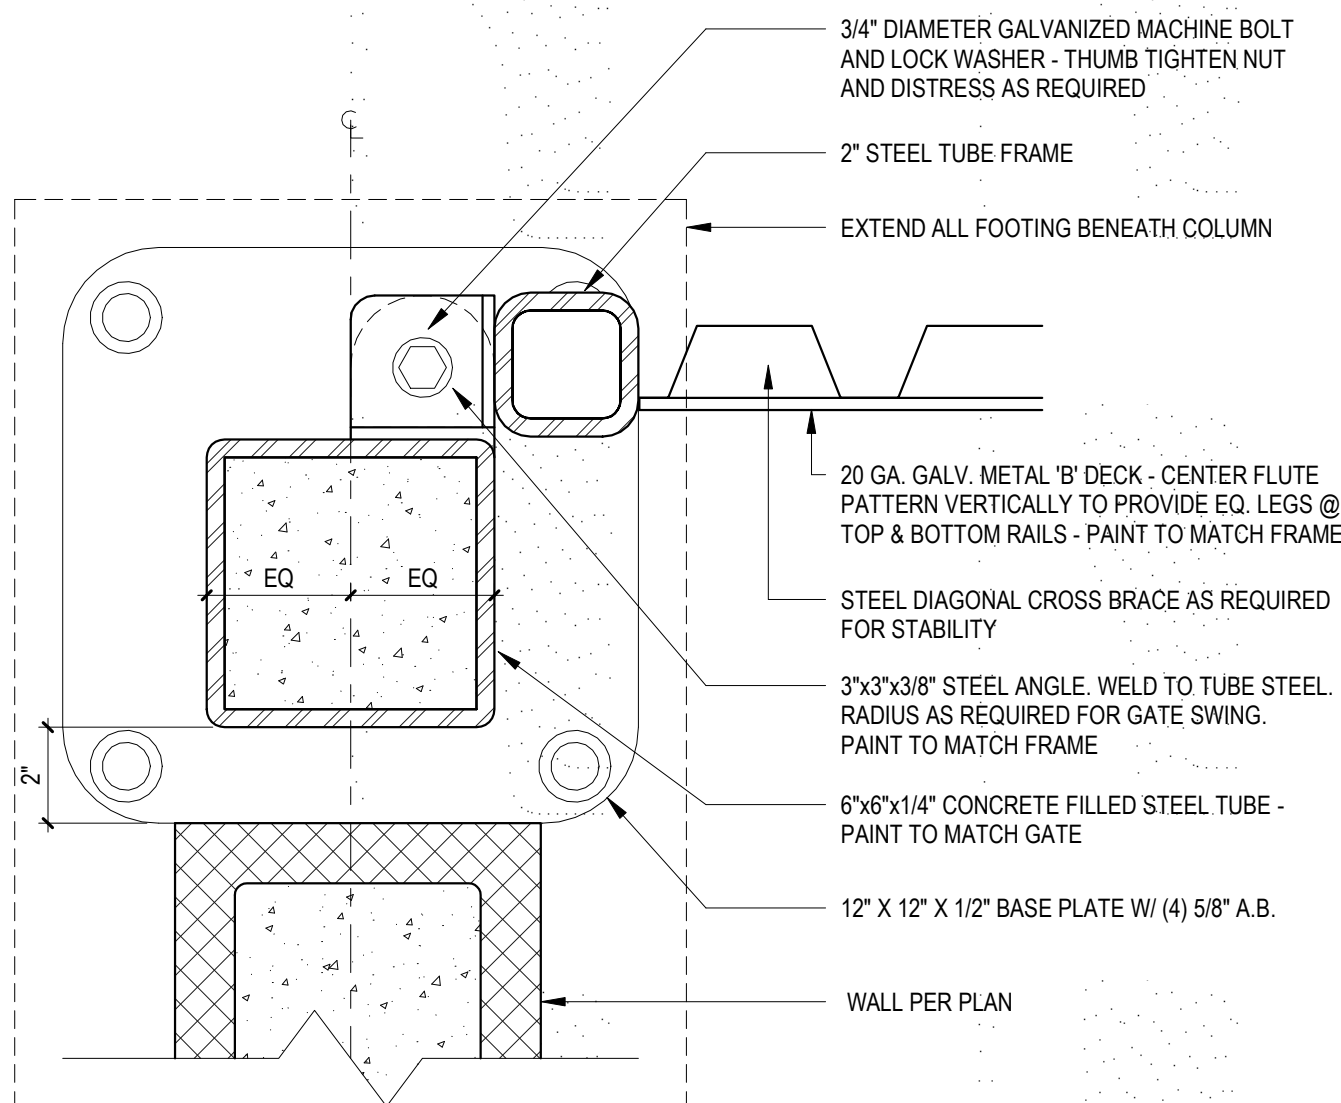 3/4" DIAMETER GALVANIZED MACHINE BOLT
AND LOCK WASHER - THUMB TIGHTEN NUT
AND DISTRESS AS REQUIRED
2" STEEL TUBE FRAME
EXTEND ALL FOOTING BENEATH COLUMN
20 GA. GALV. METAL 'B' DECK - CENTER FLUTE
PATTERN VERTICALLY TO PROVIDE EQ. LEGS @
TOP & BOTTOM RAILS - PAINT TO MATCH FRAME
EQ EQ
STEEL DIAGONAL CROSS BRACE AS REQUIRED
FOR STABILITY
3"x3"x3/8" STEEL ANGLE. WELD TO TUBE STEEL.
RADIUS AS REQUIRED FOR GATE SWING.
PAINT TO MATCH FRAME
2"
6"x6"x1/4" CONCRETE FILLED STEEL TUBE -
PAINT TO MATCH GATE
12" X 12" X 1/2" BASE PLATE W/ (4) 5/8" A.B.
WALL PER PLAN